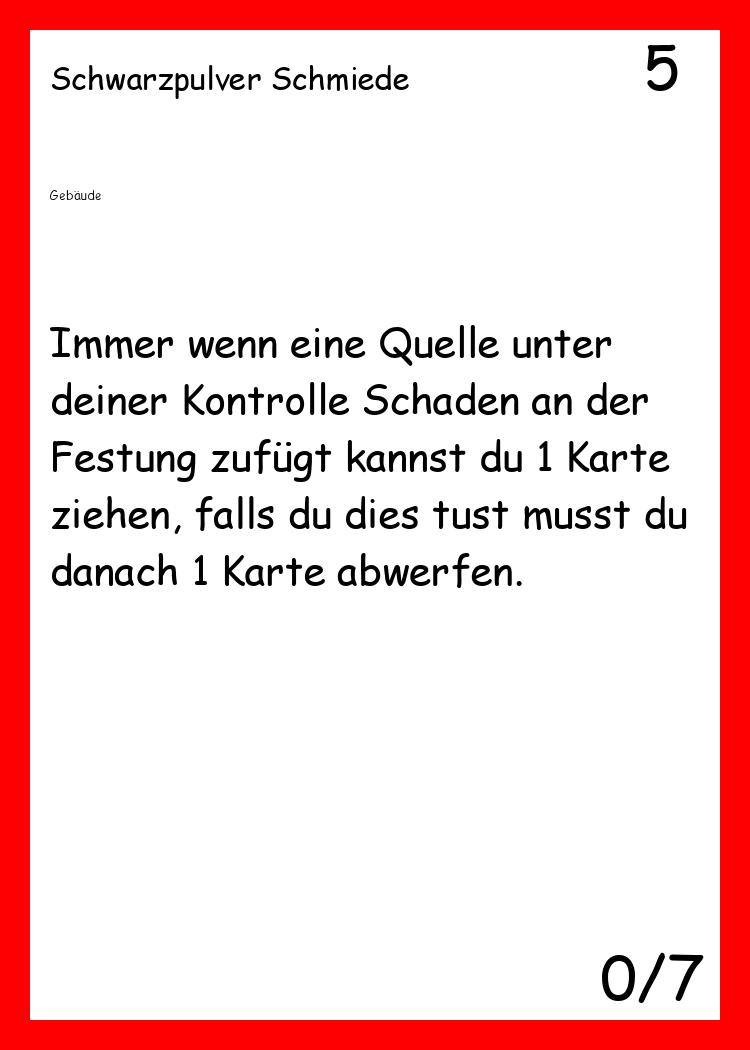 Schwarzpulver Schmiede
5
Gebäude
Immer wenn eine Quelle unter
deiner Kontrolle Schaden an der
Festung zufügt kannst du 1 Karte
ziehen, falls du dies tust musst du
danach 1 Karte abwerfen.
0/7